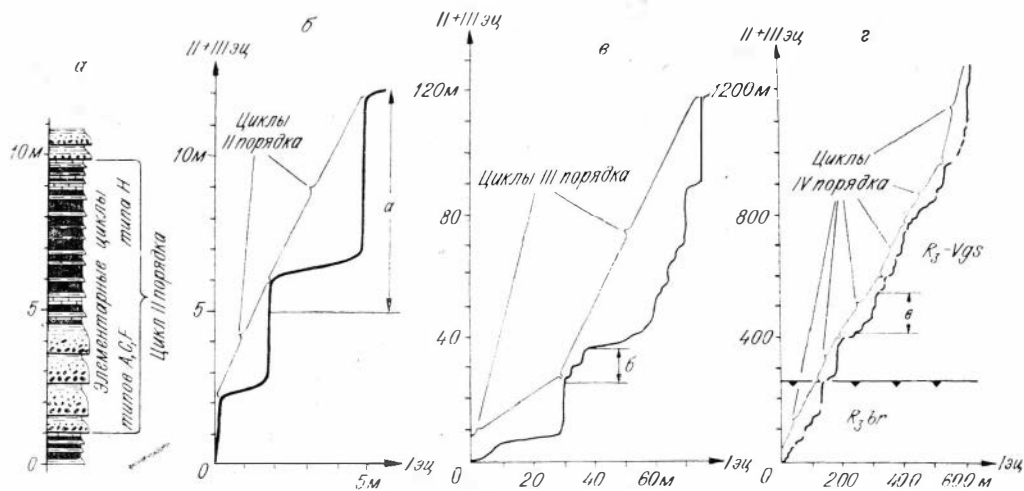 а
10м
5
0
Элементарные циклы
типов A, C, F типа H
Цикл II порядка
б
II+III эц
10м
5
0
5м
I эц
Циклы
II порядка
а
в
II+III эц
120м
80
40
0
20
40
60м
I эц
Циклы III порядка
б
г
II+III эц
1200м
800
400
0
200
400
600м
I эц
Циклы
IV порядка
R₃-Vgs
в
R₃br